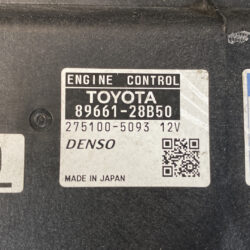 ENGINE CONTROL
TOYOTA
89661-28B50
275100-5093 12V
DENSO
MADE IN JAPAN